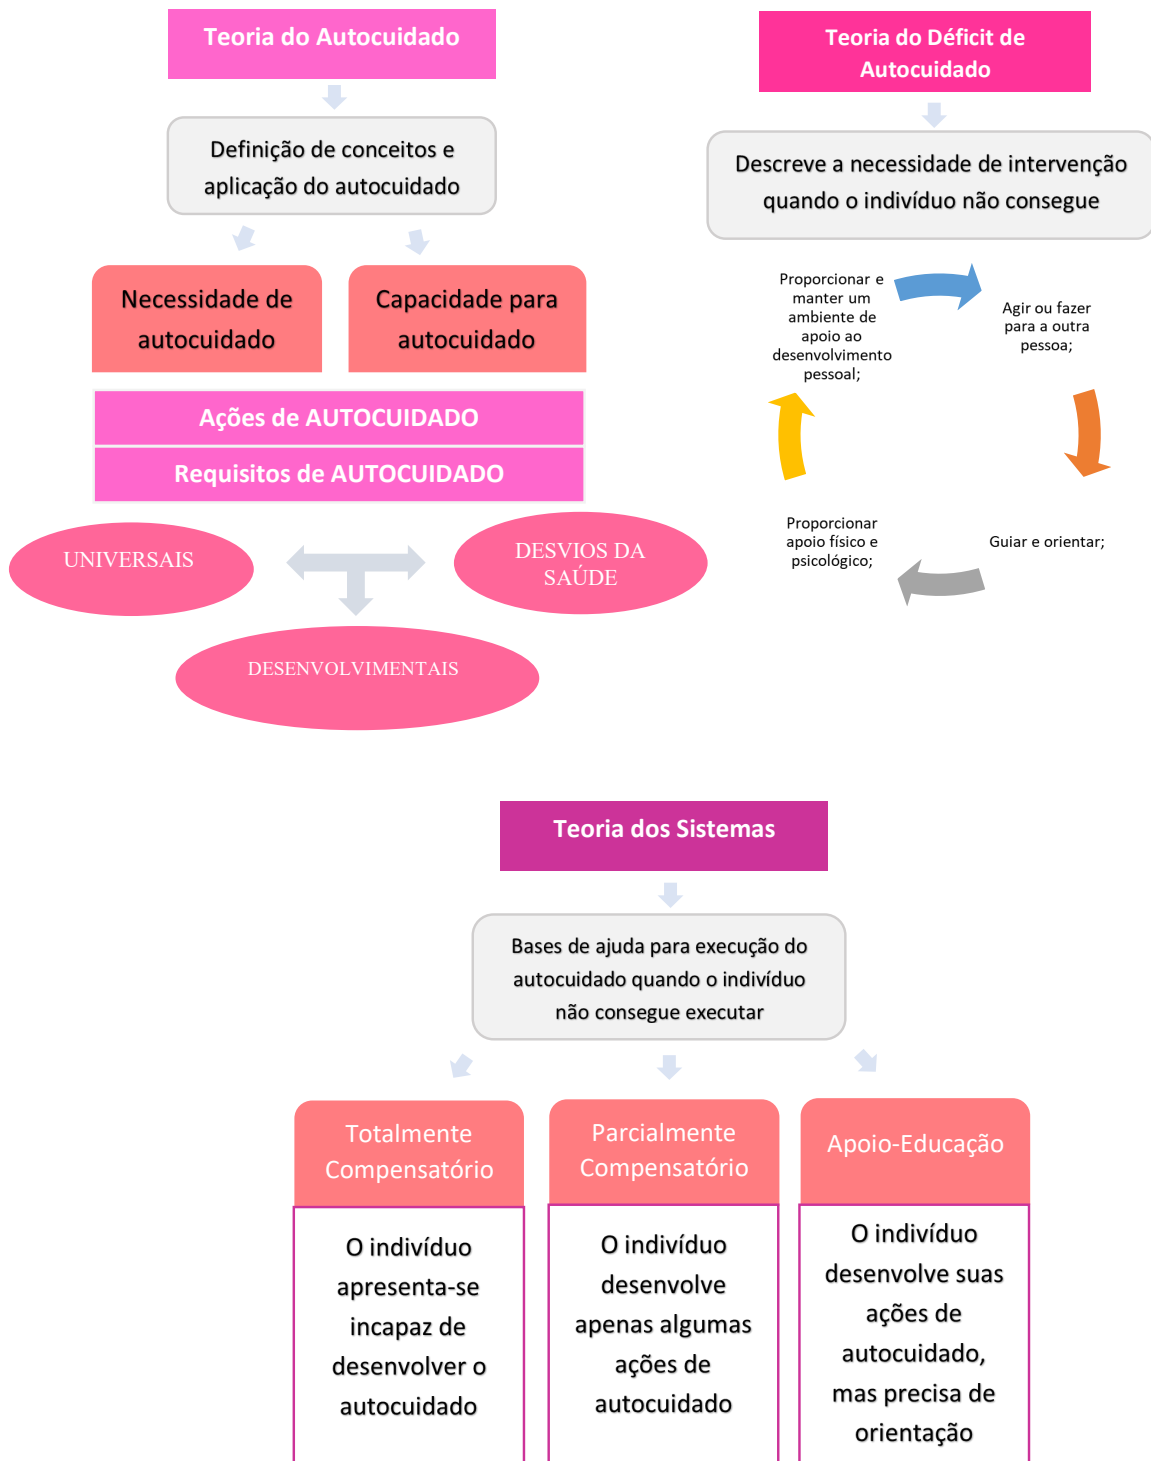 Teoria do Autocuidado
Definição de conceitos e
aplicação do autocuidado
Necessidade de
autocuidado
Capacidade para
autocuidado
Ações de AUTOCUIDADO
Requisitos de AUTOCUIDADO
UNIVERSAIS
DESVIOS DA
SAÚDE
DESENVOLVIMENTAIS
Teoria do Déficit de
Autocuidado
Descreve a necessidade de intervenção
quando o indivíduo não consegue
Proporcionar e
manter um
ambiente de
apoio ao
desenvolvimento
pessoal;
Agir ou fazer
para a outra
pessoa;
Guiar e orientar;
Proporcionar
apoio físico e
psicológico;
Teoria dos Sistemas
Bases de ajuda para execução do
autocuidado quando o indivíduo
não consegue executar
Totalmente
Compensatório
O indivíduo
apresenta-se
incapaz de
desenvolver o
autocuidado
Parcialmente
Compensatório
O indivíduo
desenvolve
apenas algumas
ações de
autocuidado
Apoio-Educação
O indivíduo
desenvolve suas
ações de
autocuidado,
mas precisa de
orientação